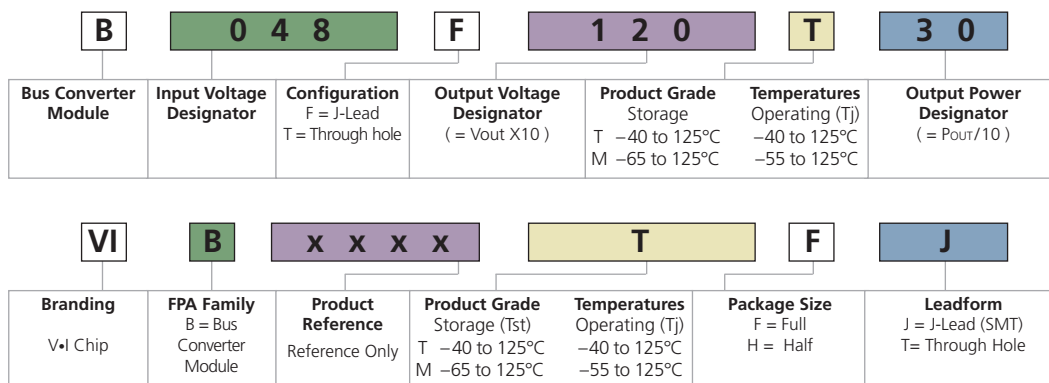 B 0 4 8 F 1 2 0 T 3 0
Bus Converter Module
Input Voltage Designator
Configuration
F = J-Lead
T = Through hole
Output Voltage Designator
( = Vout X10 )
Product Grade Temperatures
Storage Operating (Tj)
T –40 to 125°C –40 to 125°C
M –65 to 125°C –55 to 125°C
Output Power Designator
( = POUT/10 )
VI B x x x x T F J
Branding
V•I Chip
FPA Family
B = Bus
Converter
Module
Product
Reference
Reference Only
Product Grade Temperatures
Storage (Tst) Operating (Tj)
T –40 to 125°C –40 to 125°C
M –65 to 125°C –55 to 125°C
Package Size
F = Full
H = Half
Leadform
J = J-Lead (SMT)
T= Through Hole